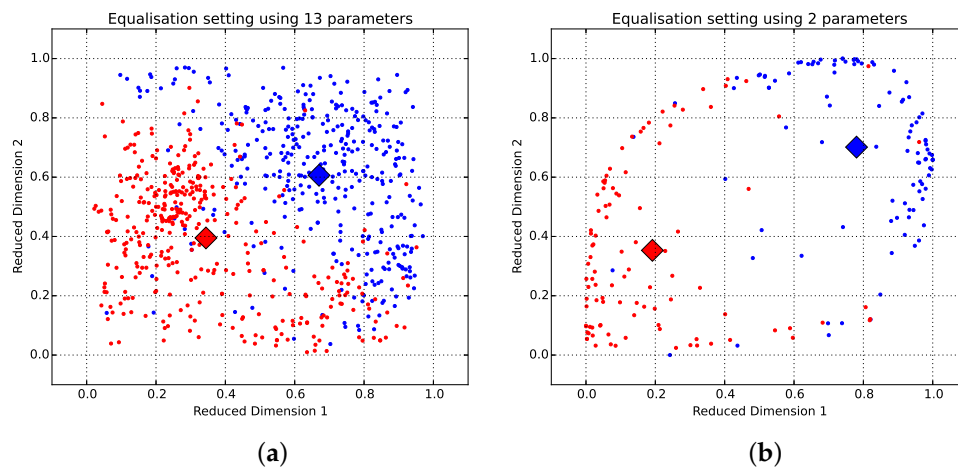 Equalisation setting using 13 parameters
Reduced Dimension 2
1.0
0.8
0.6
0.4
0.2
0.0
0.0 0.2 0.4 0.6 0.8 1.0
Reduced Dimension 1
(a)
Equalisation setting using 2 parameters
Reduced Dimension 2
1.0
0.8
0.6
0.4
0.2
0.0
0.0 0.2 0.4 0.6 0.8 1.0
Reduced Dimension 1
(b)